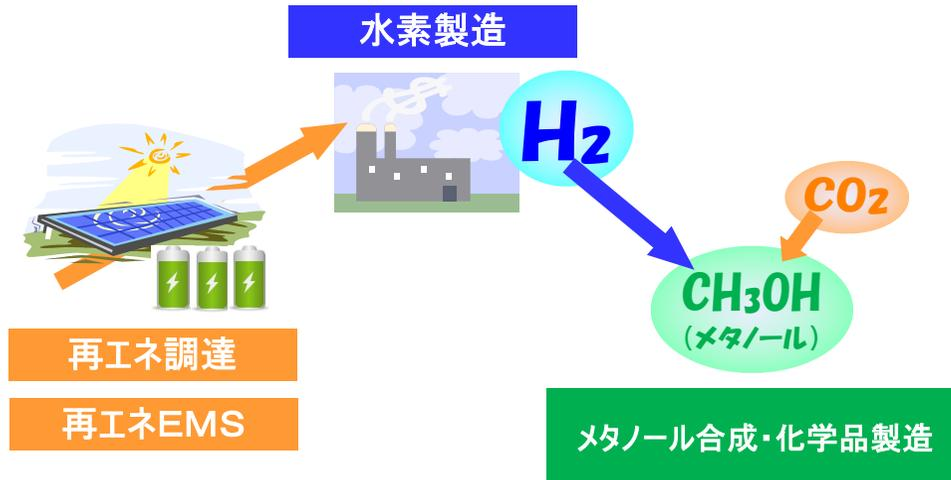 水素製造
H₂
CO₂
CH₃OH
(メタノール)
再エネ調達
再エネEMS
メタノール合成・化学品製造